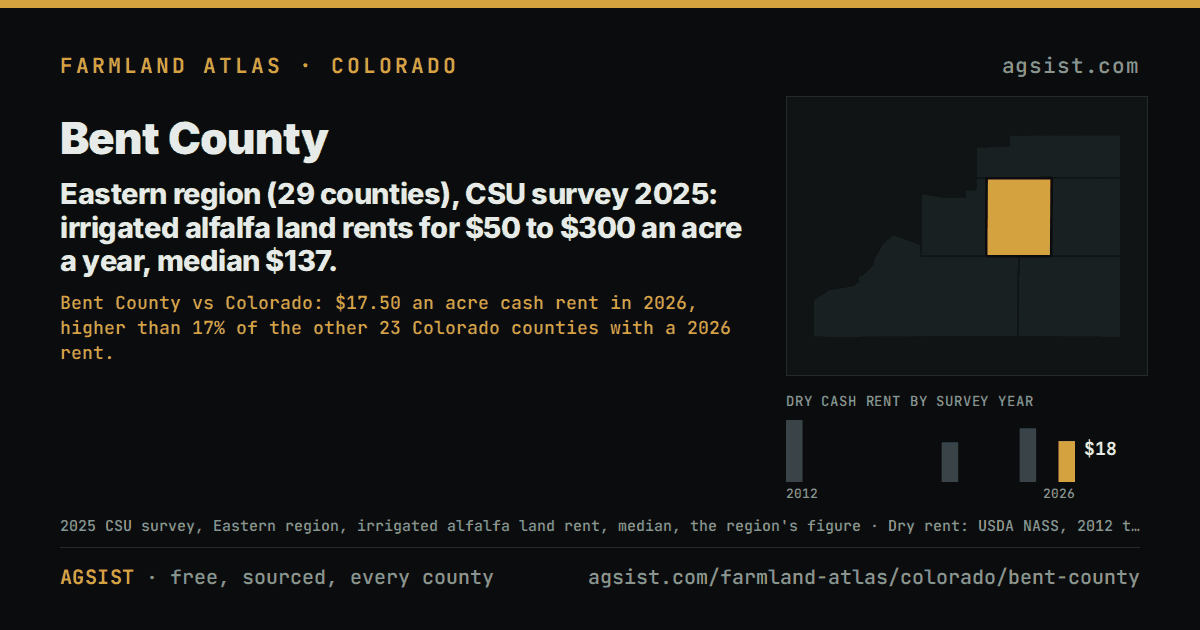 FARMLAND ATLAS · COLORADO
agsist.com
Bent County
Eastern region (29 counties), CSU survey 2025:
irrigated alfalfa land rents for $50 to $300 an acre
a year, median $137.
Bent County vs Colorado: $17.50 an acre cash rent in 2026,
higher than 17% of the other 23 Colorado counties with a 2026
rent.
DRY CASH RENT BY SURVEY YEAR
$18
2012
2026
2025 CSU survey, Eastern region, irrigated alfalfa land rent, median, the region's figure · Dry rent: USDA NASS, 2012 t…
AGSIST · free, sourced, every county
agsist.com/farmland-atlas/colorado/bent-county